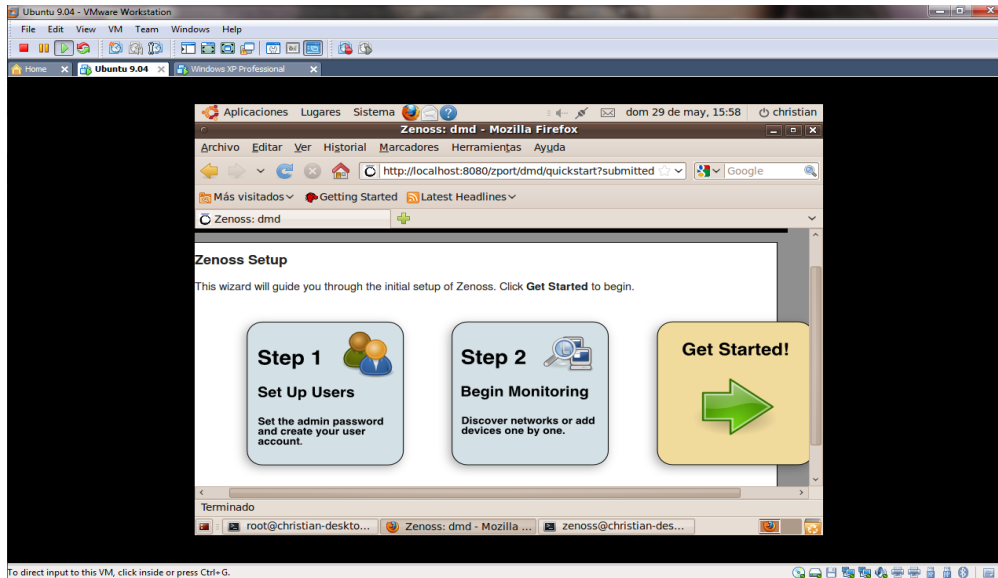 Ubuntu 9.04 - VMware Workstation
File Edit View VM Team Windows Help
Home Ubuntu 9.04 Windows XP Professional
Aplicaciones Lugares Sistema dom 29 de may, 15:58 christian
Zenoss: dmd - Mozilla Firefox
Archivo Editar Ver Historial Marcadores Herramientas Ayuda
http://localhost:8080/zport/dmd/quickstart?submitted Google
Más visitados Getting Started Latest Headlines
Zenoss: dmd
Zenoss Setup
This wizard will guide you through the initial setup of Zenoss. Click Get Started to begin.
Step 1
Set Up Users
Set the admin password
and create your user
account.
Step 2
Begin Monitoring
Discover networks or add
devices one by one.
Get Started!
Terminado
root@christian-deskto... Zenoss: dmd - Mozilla ... zenoss@christian-des...
To direct input to this VM, click inside or press Ctrl+G.